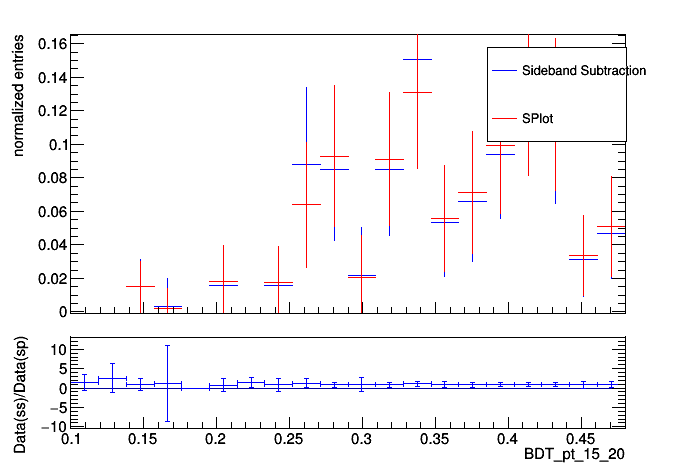 normalized entries
0.16
0.14
0.12
0.1
0.08
0.06
0.04
0.02
0
Sideband Subtraction
SPlot
Data(ss)/Data(sp)
10
5
0
−5
−10
0.1 0.15 0.2 0.25 0.3 0.35 0.4 0.45
BDT_pt_15_20